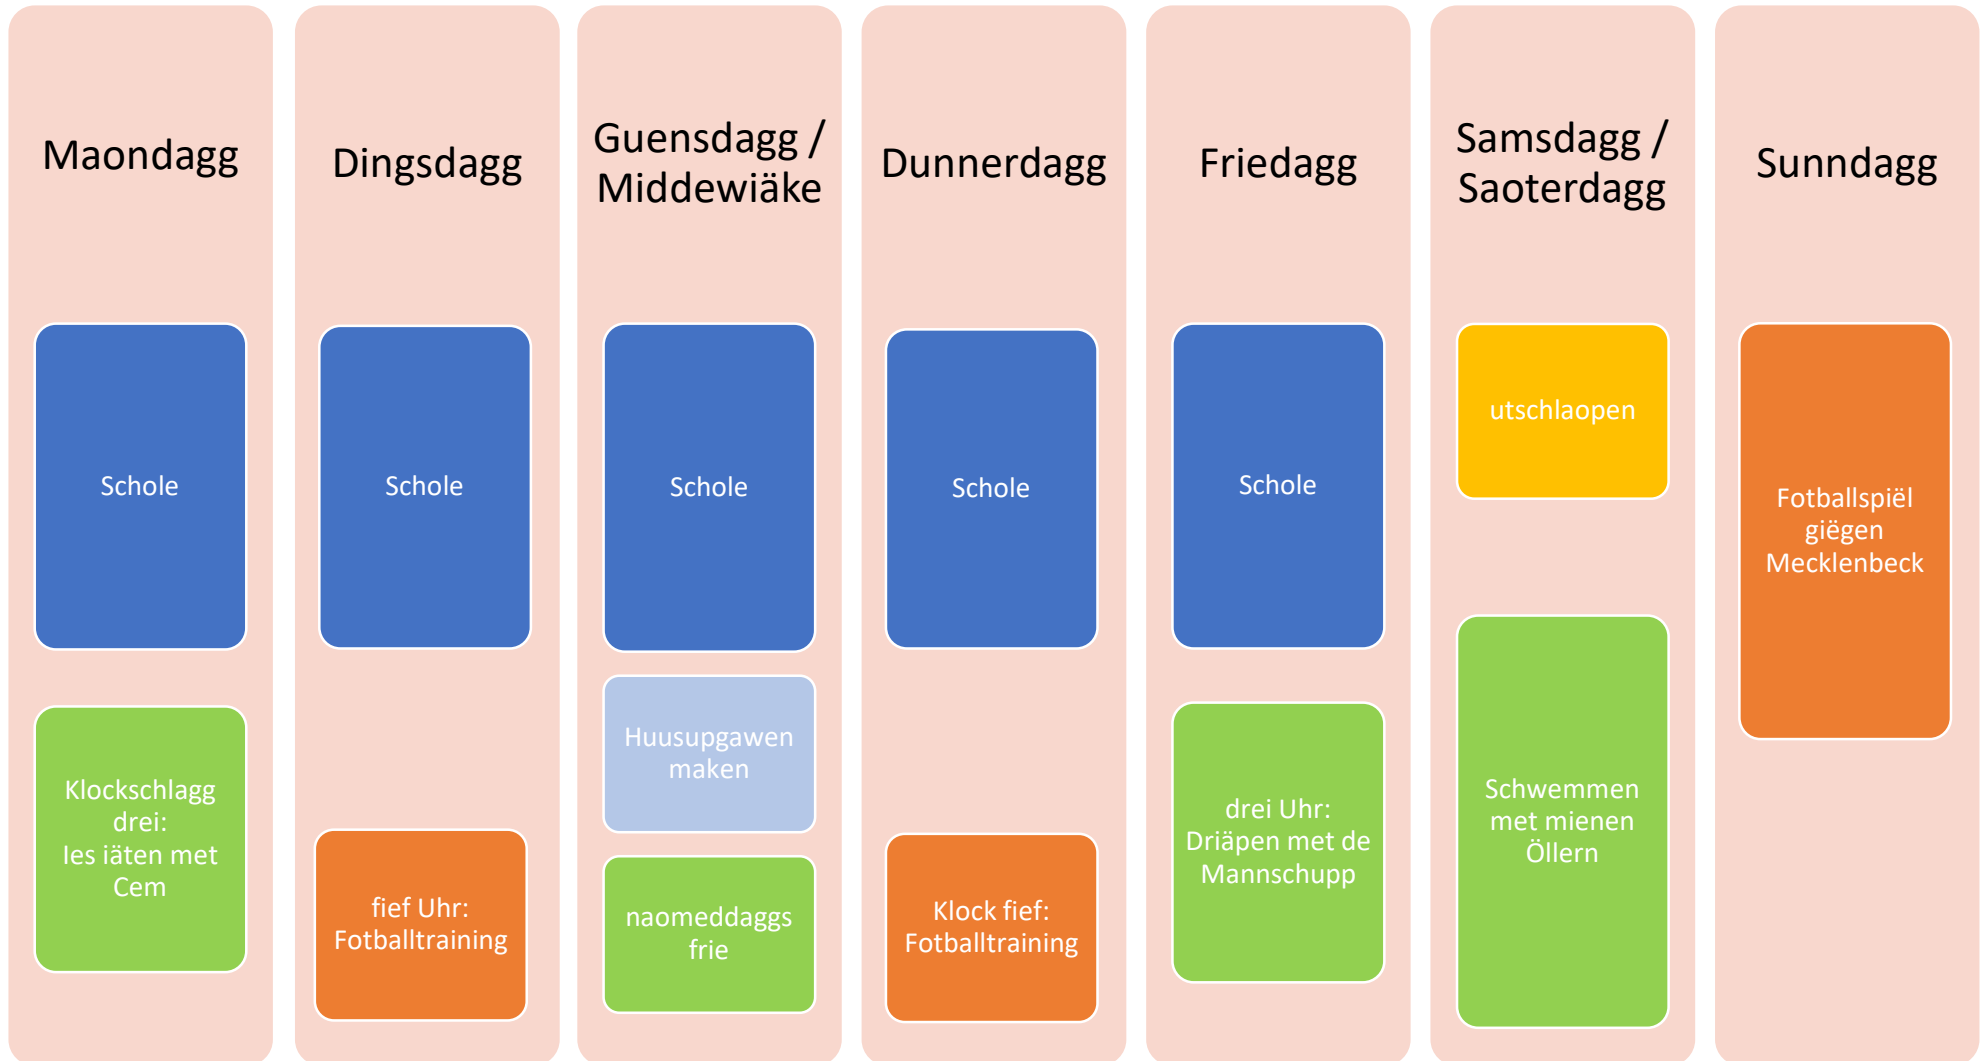 Maondagg
Schole
Klockschlagg
drei:
Ies iäten met
Cem
Dingsdagg
Schole
fief Uhr:
Fotballtraining
Guensdagg /
Middewiäke
Schole
Huusupgawen
maken
naomeddaggs
frie
Dunnerdagg
Schole
Klock fief:
Fotballtraining
Friedagg
Schole
drei Uhr:
Driäpen met de
Mannschupp
Samsdagg /
Saoterdagg
utschlaopen
Schwemmen
met mienen
Öllern
Sunndagg
Fotballspiël
giëgen
Mecklenbeck